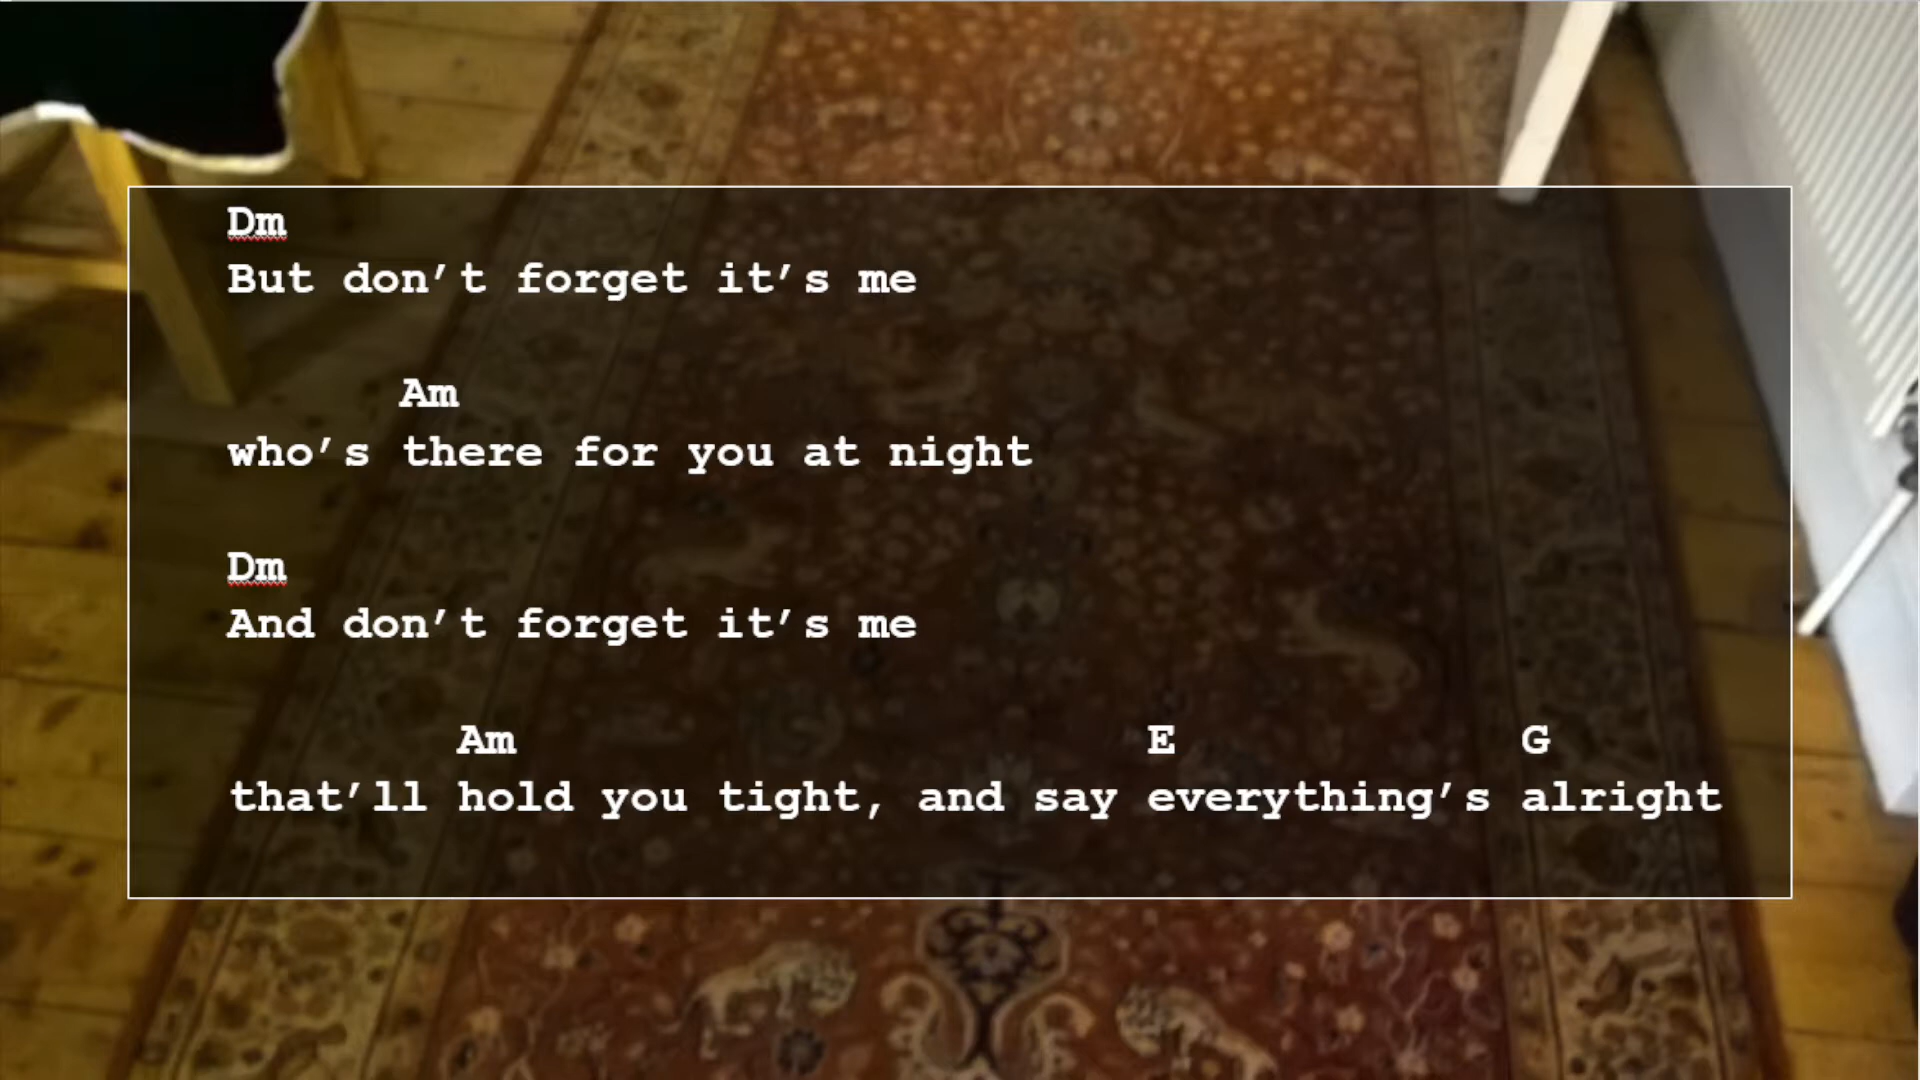 Dm
But don’t forget it’s me
Am
who’s there for you at night
Dm
And don’t forget it’s me
Am E G
that’ll hold you tight, and say everything’s alright